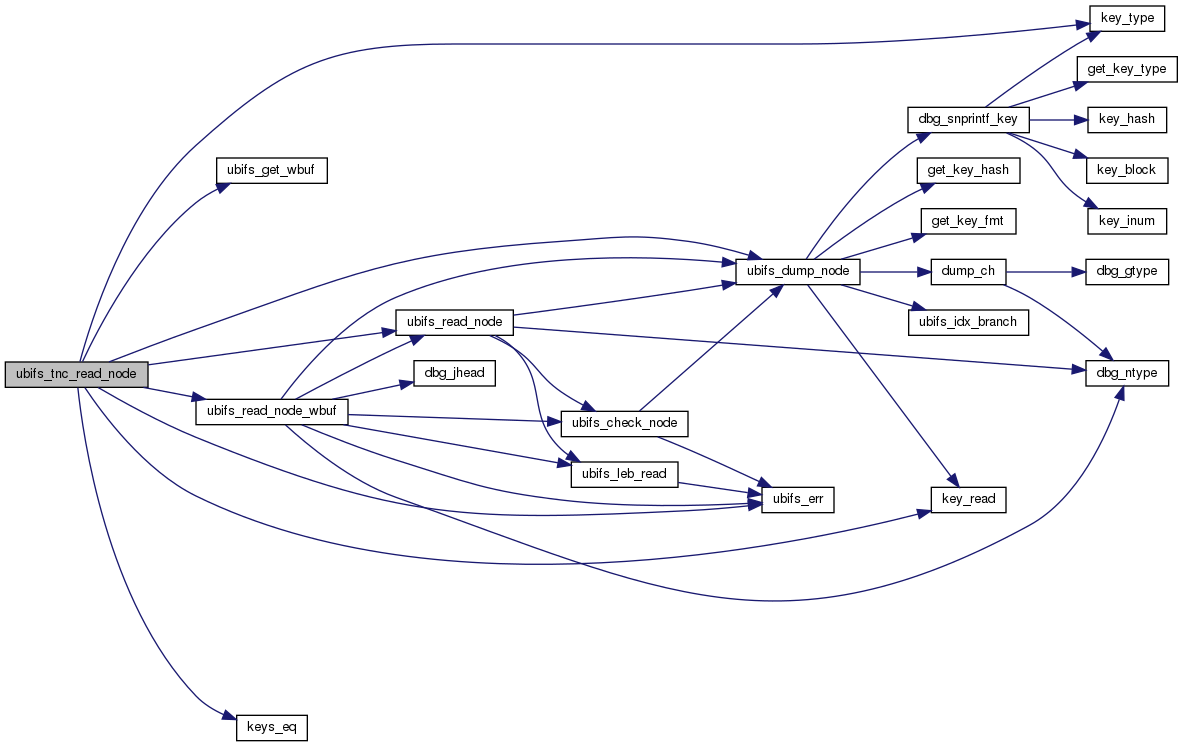 key_type
get_key_type
dbg_snprintf_key
key_hash
ubifs_get_wbuf
get_key_hash
key_block
get_key_fmt
key_inum
ubifs_dump_node
dump_ch
dbg_gtype
ubifs_read_node
ubifs_idx_branch
ubifs_tnc_read_node
dbg_jhead
dbg_ntype
ubifs_read_node_wbuf
ubifs_check_node
ubifs_leb_read
ubifs_err
key_read
keys_eq